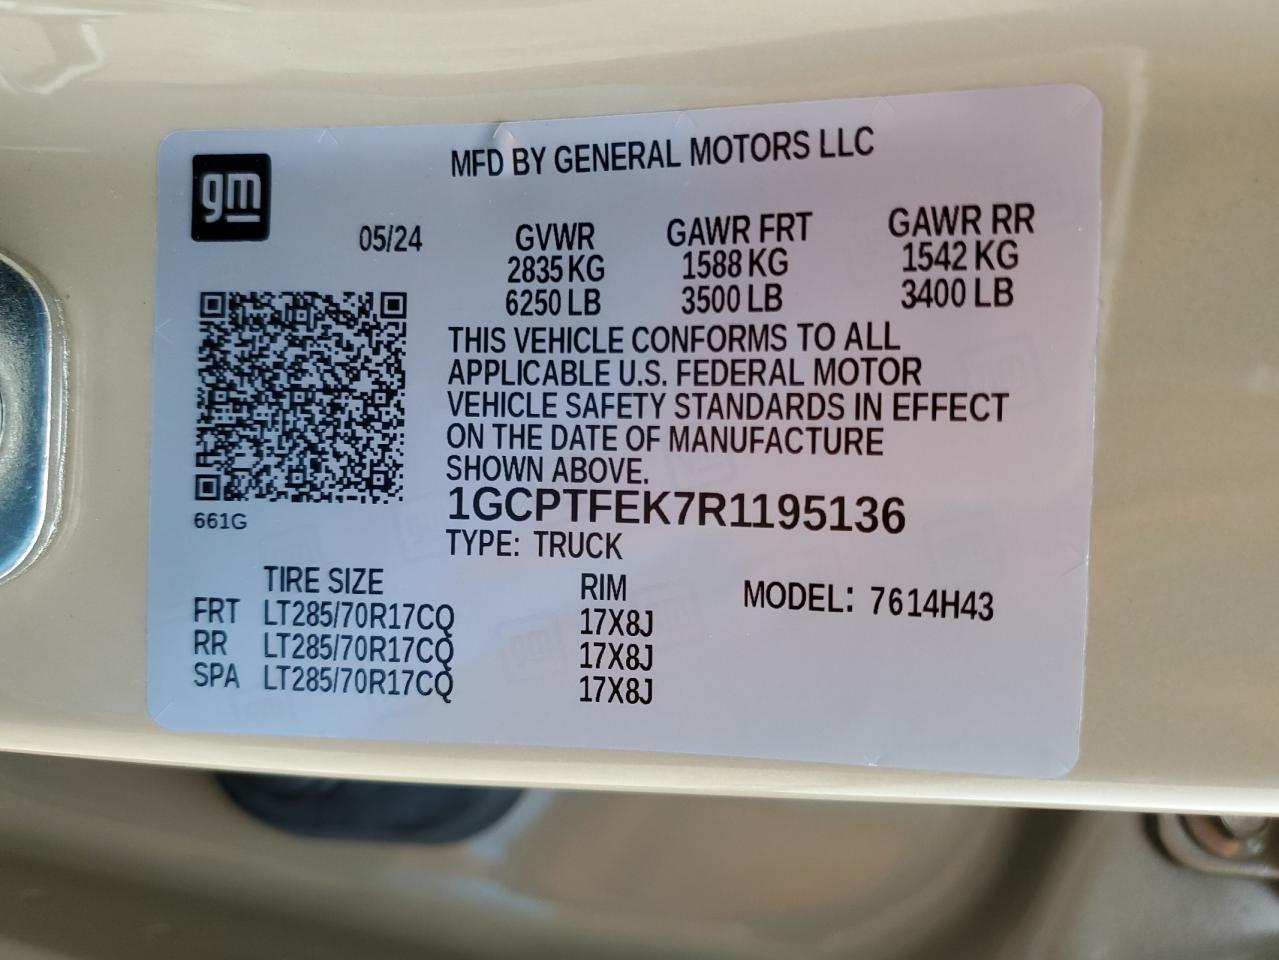 gm
MFD BY GENERAL MOTORS LLC
05/24 GVWR GAWR FRT GAWR RR
2835 KG 1588 KG 1542 KG
6250 LB 3500 LB 3400 LB
THIS VEHICLE CONFORMS TO ALL
APPLICABLE U.S. FEDERAL MOTOR
VEHICLE SAFETY STANDARDS IN EFFECT
ON THE DATE OF MANUFACTURE
SHOWN ABOVE.
1GCPTFEK7R1195136
661G
TYPE: TRUCK
TIRE SIZE RIM MODEL: 7614H43
FRT LT285/70R17CQ 17X8J
RR LT285/70R17CQ 17X8J
SPA LT285/70R17CQ 17X8J